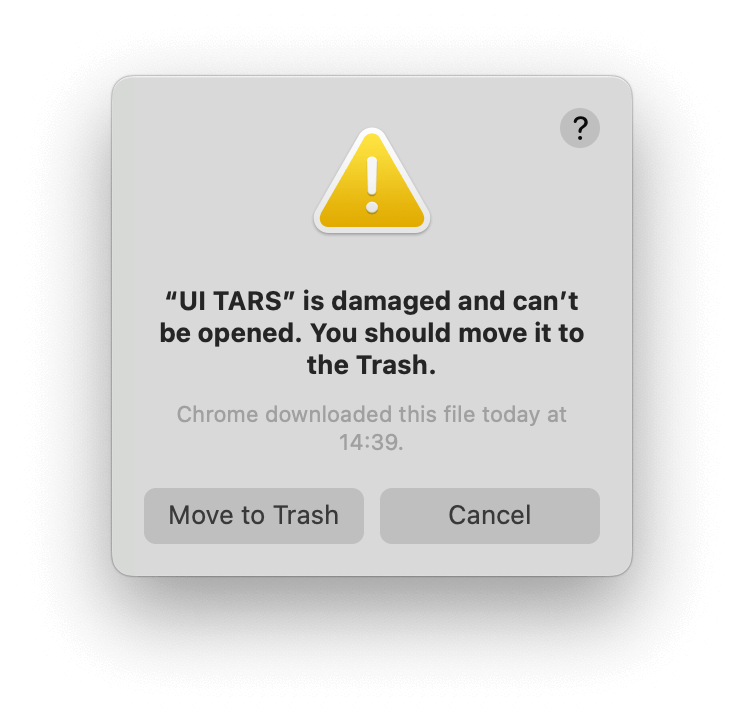 ?
“UI TARS” is damaged and can’t
be opened. You should move it to
the Trash.
Chrome downloaded this file today at
14:39.
Move to Trash
Cancel